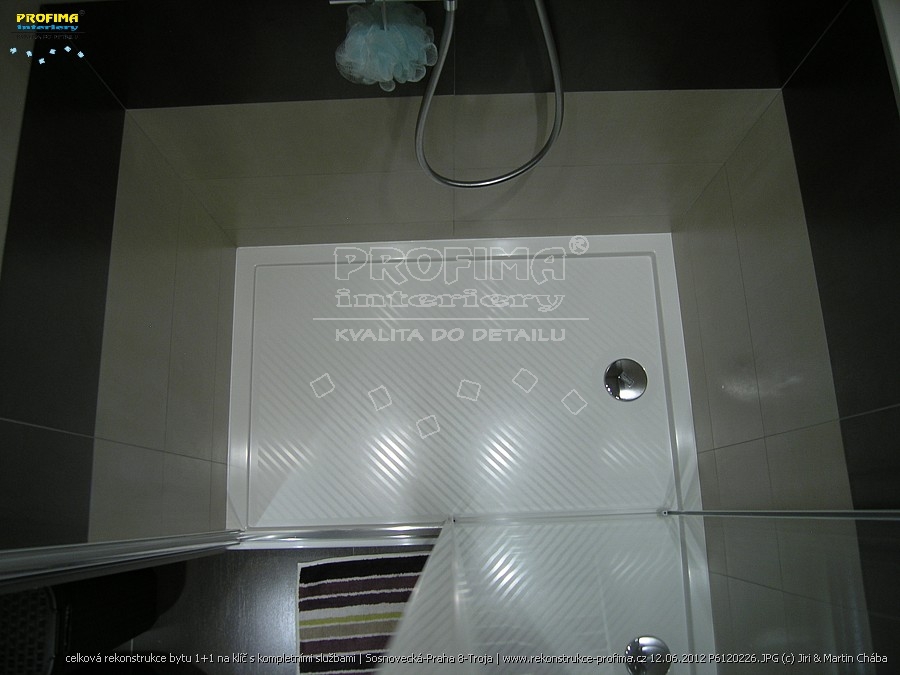 PROFIMA®
interiery
PROFIMA®
interiery
KVALITA DO DETAILU
celková rekonstrukce bytu 1+1 na klíč s kompletními službami | Sosnovecká-Praha 8-Troja | www.rekonstrukce-profima.cz 12.06.2012 P6120226.JPG (c) Jiri & Martin Chába